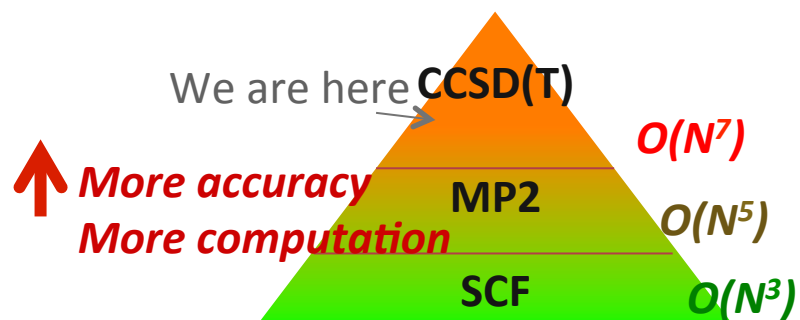 We are here
CCSD(T)
O(N⁷)
More accuracy
MP2
O(N⁵)
More computation
SCF
O(N³)